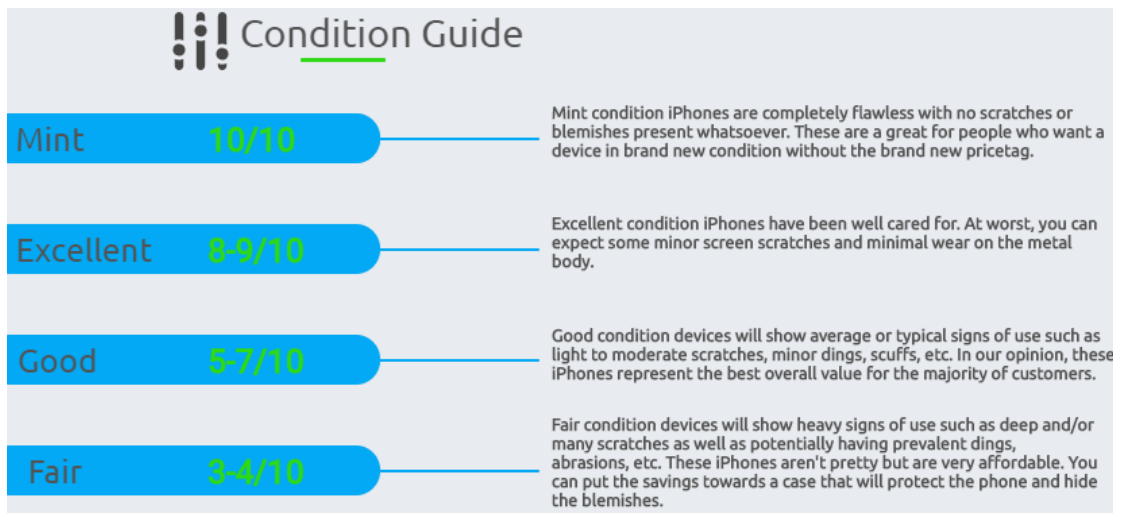 Condition Guide
Mint 10/10
Mint condition iPhones are completely flawless with no scratches or
blemishes present whatsoever. These are a great for people who want a
device in brand new condition without the brand new pricetag.
Excellent 8-9/10
Excellent condition iPhones have been well cared for. At worst, you can
expect some minor screen scratches and minimal wear on the metal
body.
Good 5-7/10
Good condition devices will show average or typical signs of use such as
light to moderate scratches, minor dings, scuffs, etc. In our opinion, these
iPhones represent the best overall value for the majority of customers.
Fair 3-4/10
Fair condition devices will show heavy signs of use such as deep and/or
many scratches as well as potentially having prevalent dings,
abrasions, etc. These iPhones aren't pretty but are very affordable. You
can put the savings towards a case that will protect the phone and hide
the blemishes.